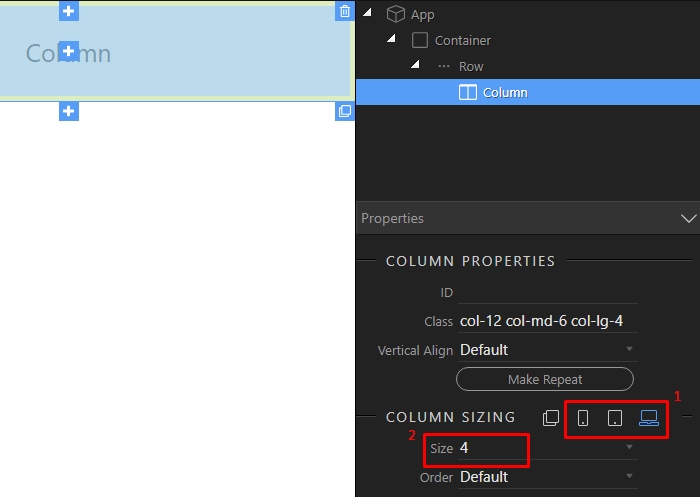 Column
App
Container
Row
Column
Properties
COLUMN PROPERTIES
ID
Class col-12 col-md-6 col-lg-4
Vertical Align Default
Make Repeat
1
COLUMN SIZING
2
Size 4
Order Default